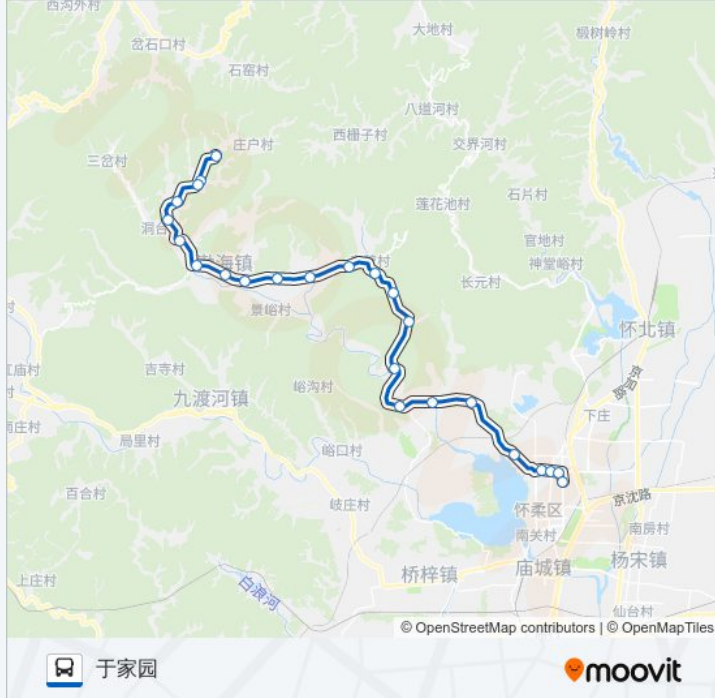 西沟外村
大地村
椴树岭村
岔石口村
石窑村
八道河村
西栅子村
庄户村
交界河村
三岔村
石片村
莲花池村
官地村
洞台
神堂峪村
渤海镇
长元村
景峪村
怀北镇
吉寺村
京
峪沟村
九渡河镇
下庄
局里村
峪口村
百合村
岐庄村
京沈路
怀柔区
南关村
南房村
桥梓镇
庙城镇
杨宋镇
上庄村
白浪河
仙台村
© OpenStreetMap contributors | © OpenMapTiles
于家园
moovit